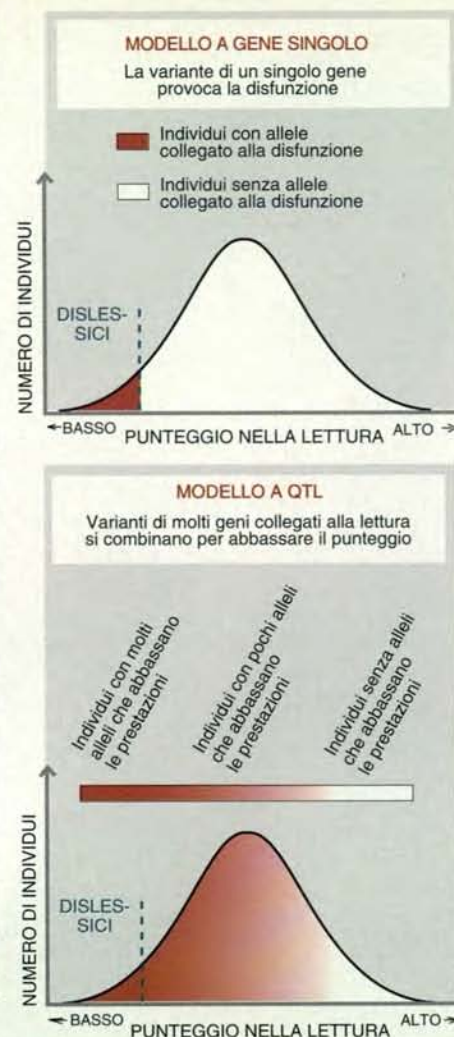 MODELLO A GENE SINGOLO
La variante di un singolo gene
provoca la disfunzione
Individui con allele
collegato alla disfunzione
Individui senza allele
collegato alla disfunzione
NUMERO DI INDIVIDUI
DISLES-
SICI
←BASSO
PUNTEGGIO NELLA LETTURA
ALTO→
MODELLO A QTL
Varianti di molti geni collegati alla lettura
si combinano per abbassare il punteggio
Individui con molti
alleli che abbassano
le prestazioni
Individui con pochi alleli
che abbassano
le prestazioni
Individui senza alleli
che abbassano
le prestazioni
NUMERO DI INDIVIDUI
DISLES-
SICI
←BASSO
PUNTEGGIO NELLA LETTURA
ALTO→